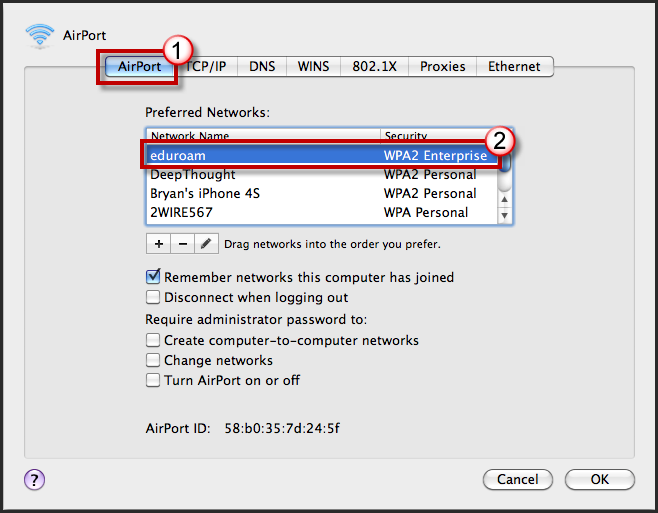 AirPort
1
AirPort TCP/IP DNS WINS 802.1X Proxies Ethernet
Preferred Networks:
Network Name Security
2
eduroam WPA2 Enterprise
DeepThought WPA2 Personal
Bryan's iPhone 4S WPA2 Personal
2WIRE567 WPA Personal
+ − Drag networks into the order you prefer.
Remember networks this computer has joined
Disconnect when logging out
Require administrator password to:
Create computer-to-computer networks
Change networks
Turn AirPort on or off
AirPort ID: 58:b0:35:7d:24:5f
? Cancel OK